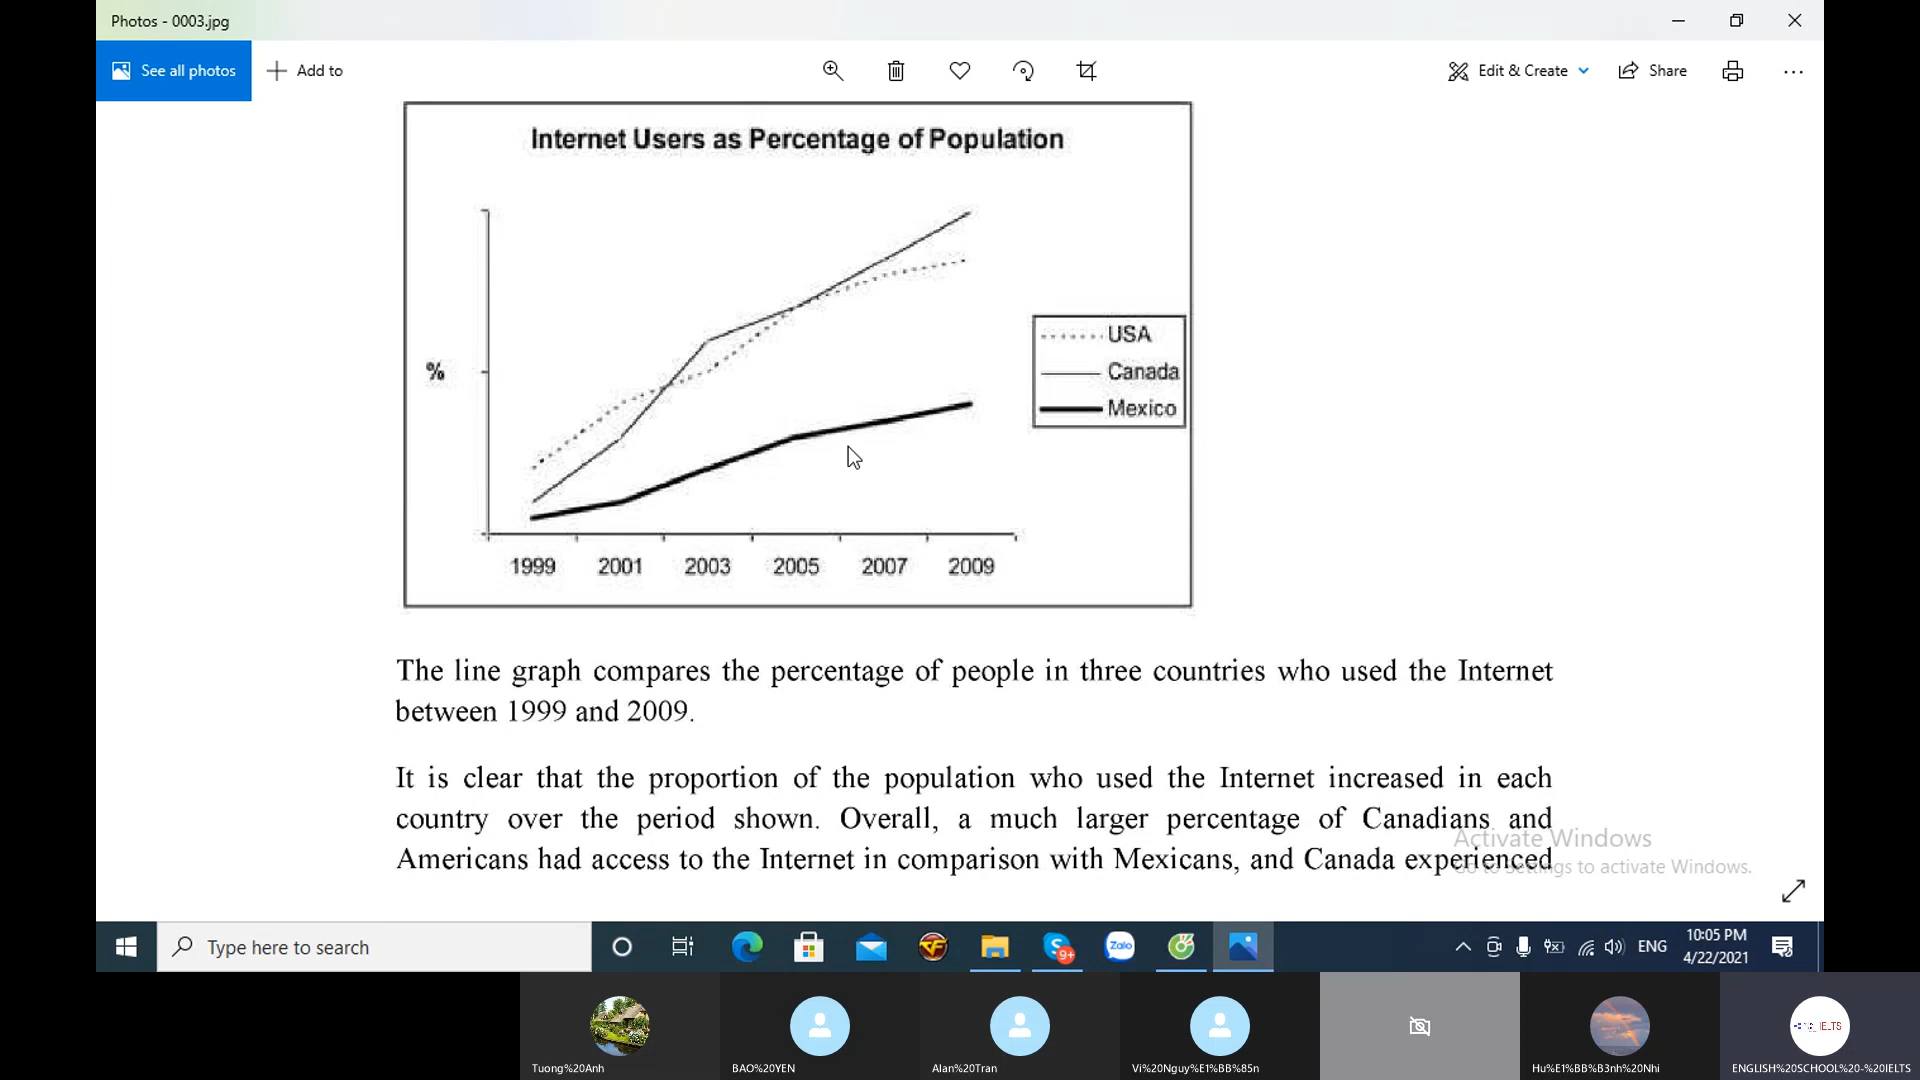 Photos - 0003.jpg
See all photos
Add to
Edit & Create
Share
Internet Users as Percentage of Population
%
USA
Canada
Mexico
1999 2001 2003 2005 2007 2009
The line graph compares the percentage of people in three countries who used the Internet
between 1999 and 2009.
It is clear that the proportion of the population who used the Internet increased in each
country over the period shown. Overall, a much larger percentage of Canadians and
Americans had access to the Internet in comparison with Mexicans, and Canada experienced
Activate Windows
Go to Settings to activate Windows.
Type here to search
9+
Zalo
ENG
10:05 PM
4/22/2021
Tuong%20Anh
BAO%20YEN
Alan%20Tran
Vi%20Nguy%E1%BB%85n
Hu%E1%BB%B3nh%20Nhi
ENGLISH%20SCHOOL%20-%20IELTS